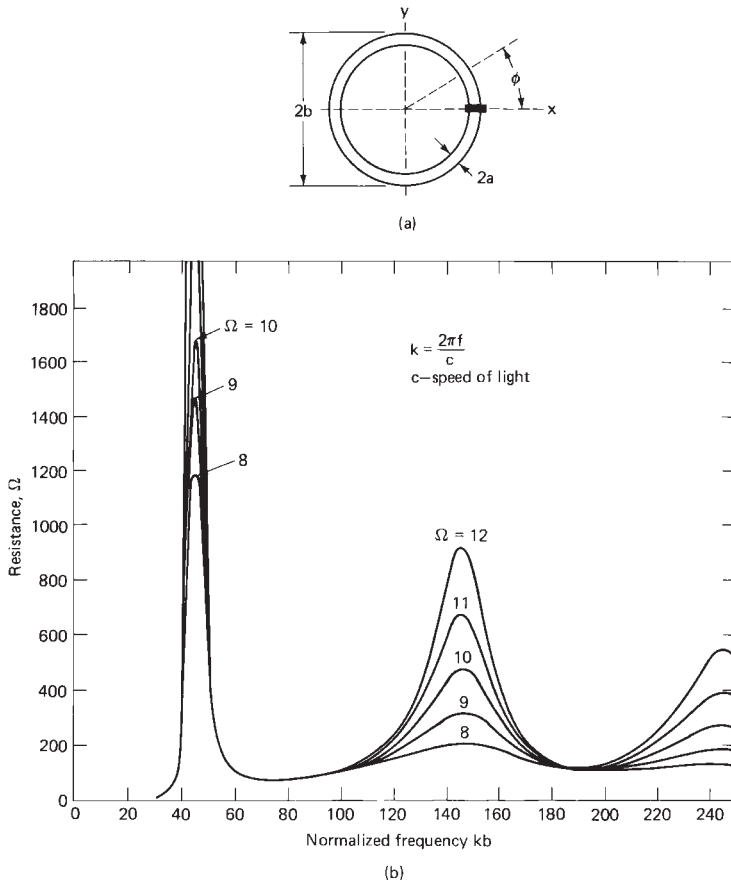 y
2b
φ
x
2a
(a)
1800
1600
1400
1200
1000
800
600
400
200
0
Resistance, Ω
Ω = 10
9
8
k = 2πf
c
c–speed of light
Ω = 12
11
10
9
8
0 20 40 60 80 100 120 140 160 180 200 220 240
Normalized frequency kb
(b)